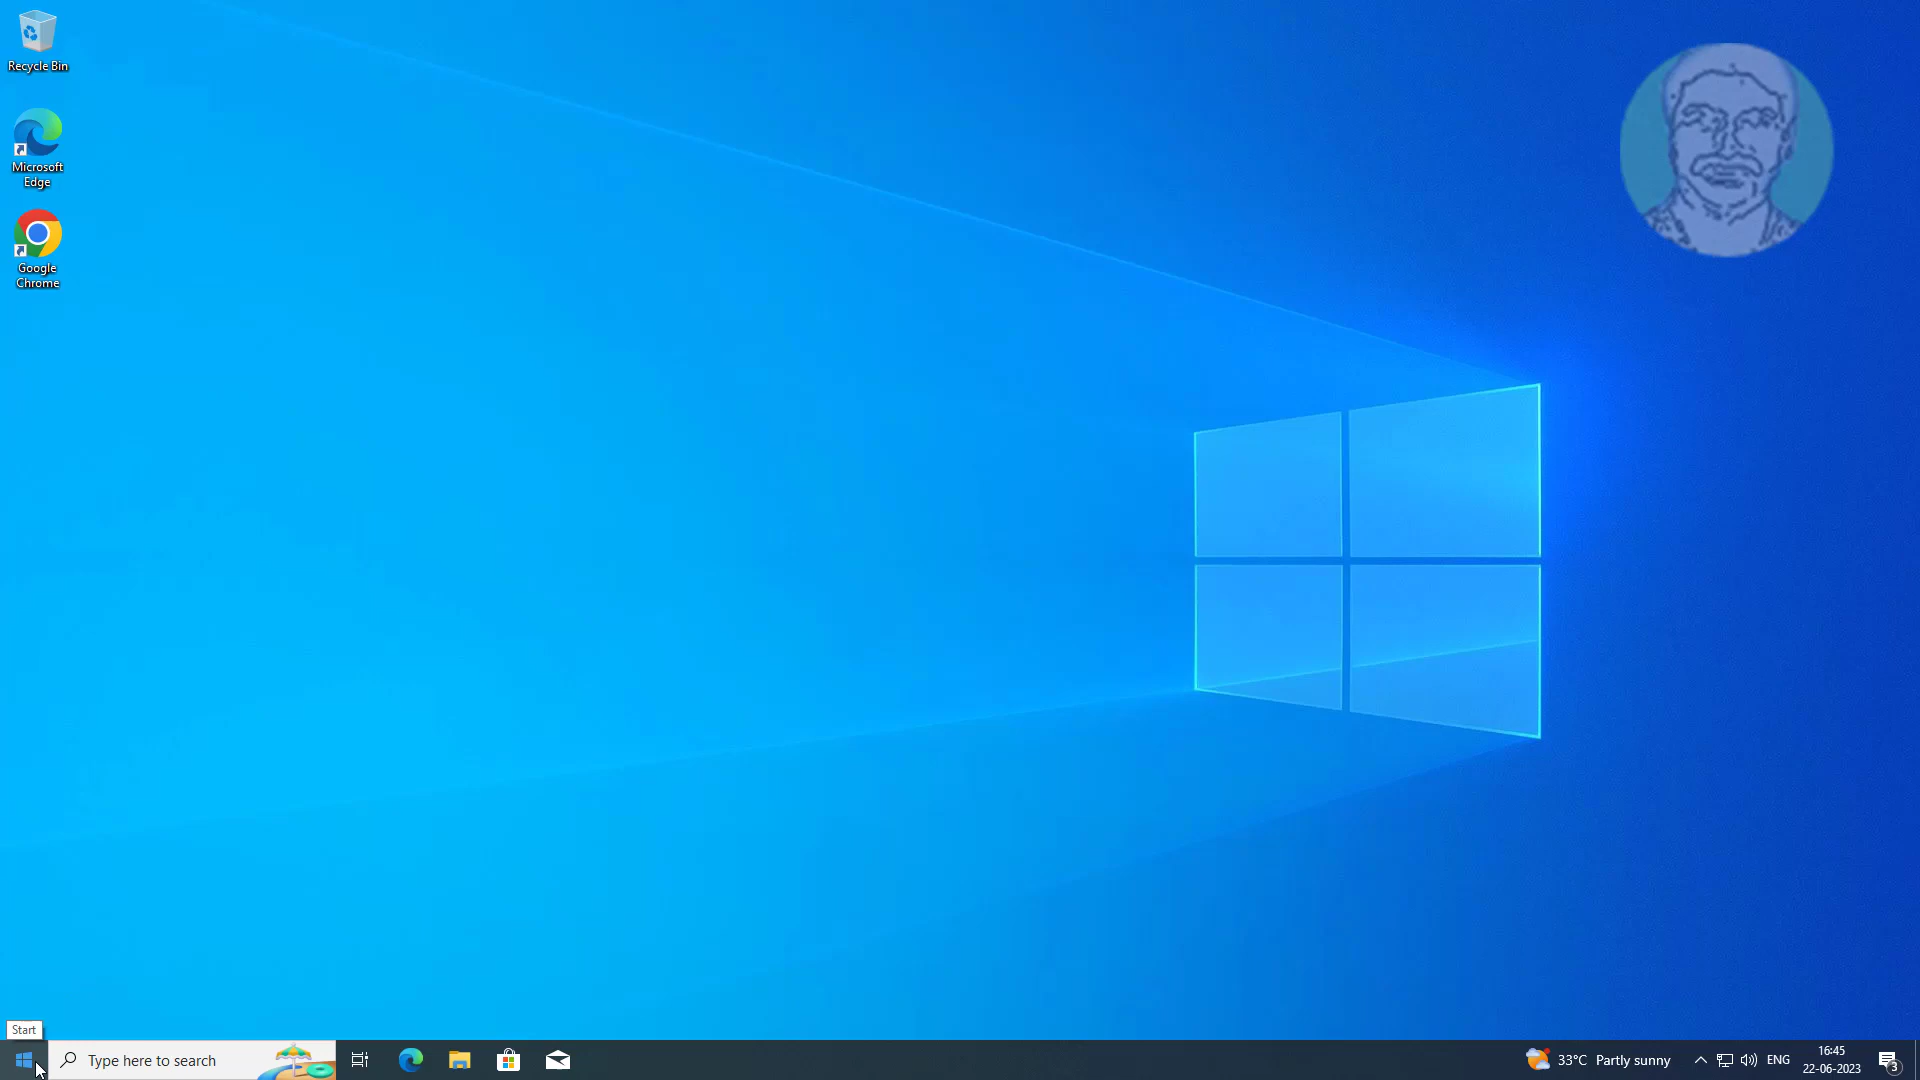 Recycle Bin
Microsoft
Edge
Google
Chrome
Start
Type here to search
33°C Partly sunny
ENG
16:45
22-06-2023
3